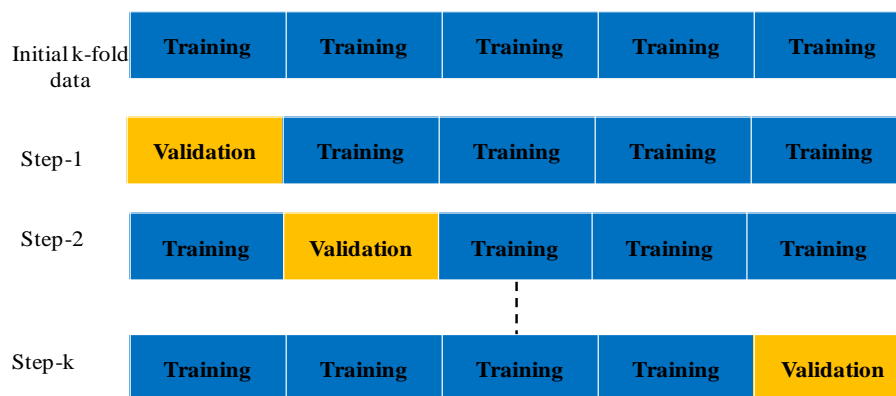 Training Training Training Training Training
Initial k-fold
data
Validation Training Training Training Training
Step-1
Step-2
Training Validation Training Training Training
Step-k
Training Training Training Training Validation